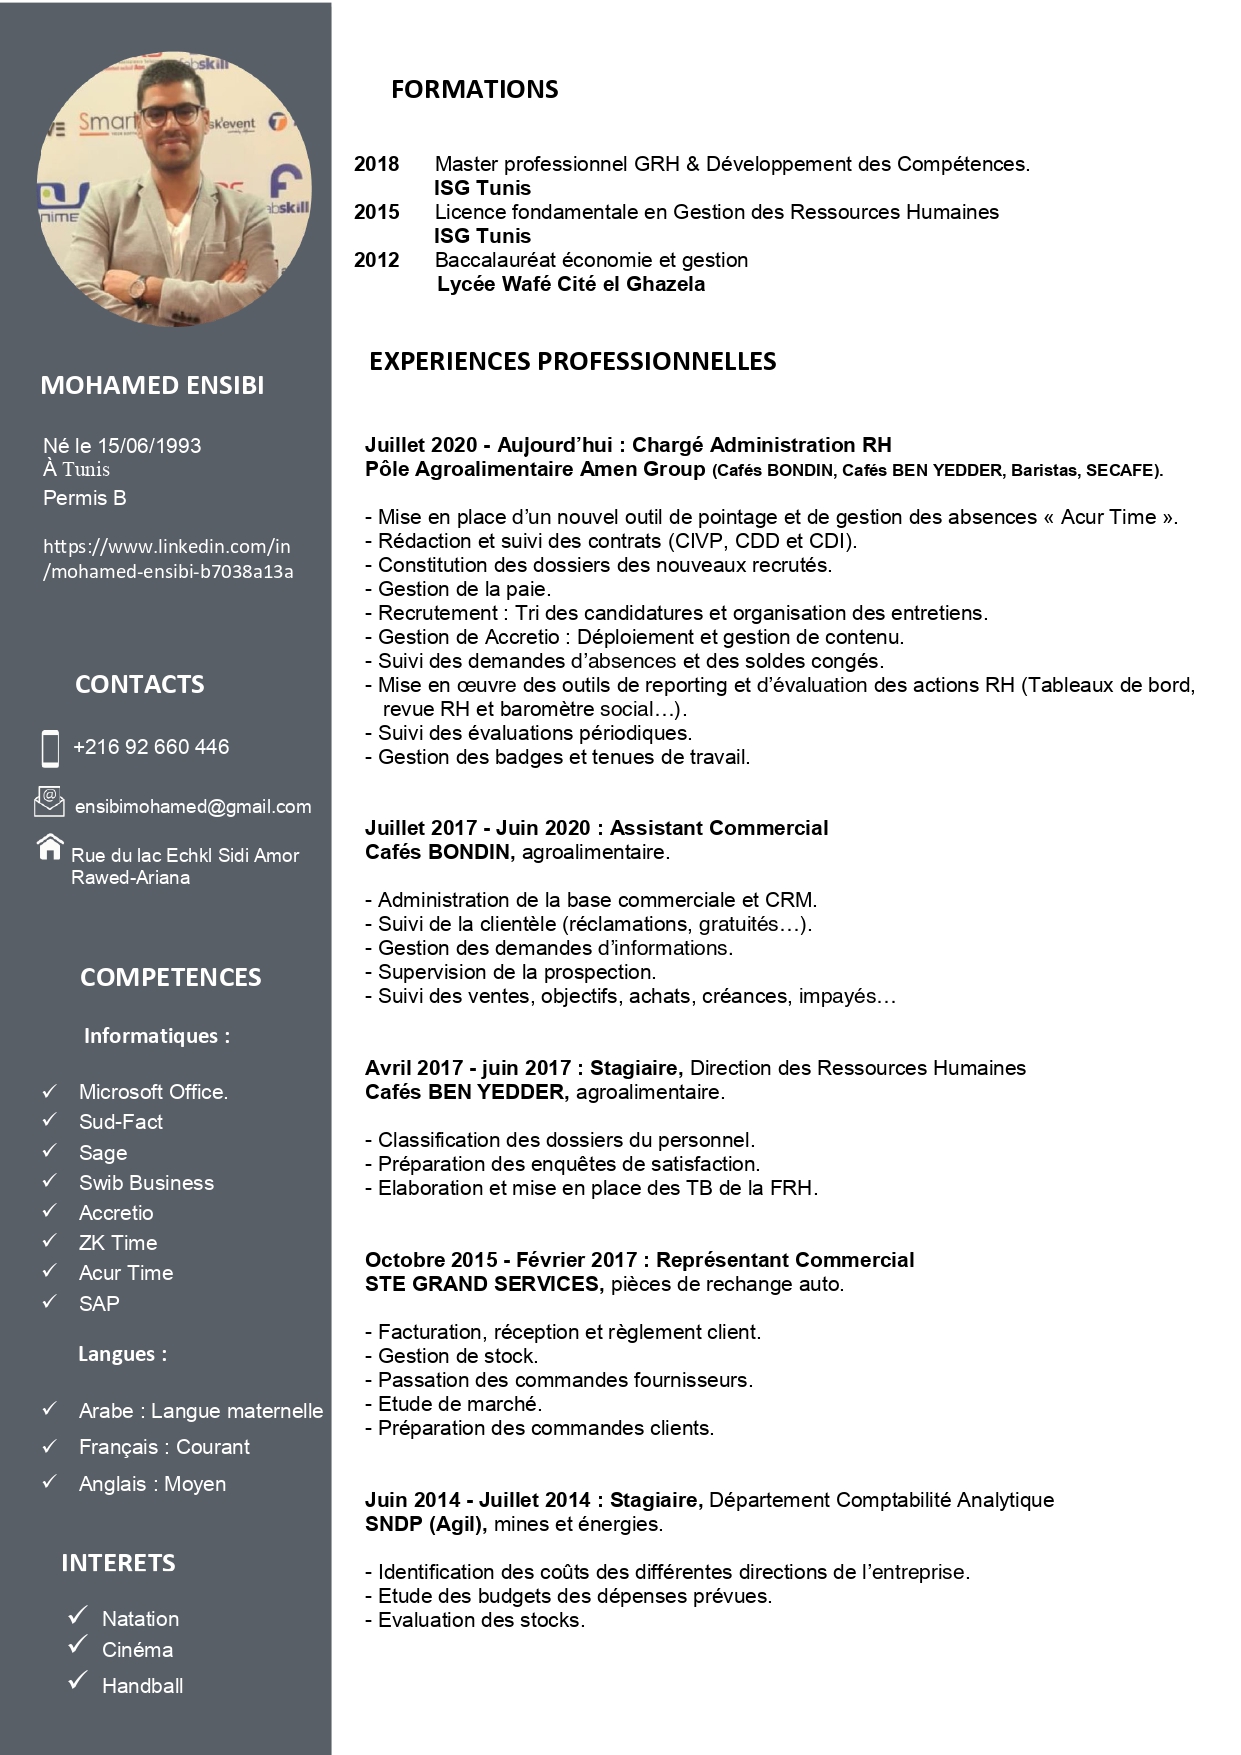 fabskill
Smart
sk'event
nime
abskill
MOHAMED ENSIBI
Né le 15/06/1993
À Tunis
Permis B
https://www.linkedin.com/in
/mohamed-ensibi-b7038a13a
CONTACTS
+216 92 660 446
ensibimohamed@gmail.com
Rue du lac Echkl Sidi Amor
Rawed-Ariana
COMPETENCES
Informatiques :
Microsoft Office.
Sud-Fact
Sage
Swib Business
Accretio
ZK Time
Acur Time
SAP
Langues :
Arabe : Langue maternelle
Français : Courant
Anglais : Moyen
INTERETS
Natation
Cinéma
Handball
FORMATIONS
2018 Master professionnel GRH & Développement des Compétences.
ISG Tunis
2015 Licence fondamentale en Gestion des Ressources Humaines
ISG Tunis
2012 Baccalauréat économie et gestion
Lycée Wafé Cité el Ghazela
EXPERIENCES PROFESSIONNELLES
Juillet 2020 - Aujourd’hui : Chargé Administration RH
Pôle Agroalimentaire Amen Group (Cafés BONDIN, Cafés BEN YEDDER, Baristas, SECAFE).
- Mise en place d’un nouvel outil de pointage et de gestion des absences « Acur Time ».
- Rédaction et suivi des contrats (CIVP, CDD et CDI).
- Constitution des dossiers des nouveaux recrutés.
- Gestion de la paie.
- Recrutement : Tri des candidatures et organisation des entretiens.
- Gestion de Accretio : Déploiement et gestion de contenu.
- Suivi des demandes d’absences et des soldes congés.
- Mise en œuvre des outils de reporting et d’évaluation des actions RH (Tableaux de bord,
revue RH et baromètre social…).
- Suivi des évaluations périodiques.
- Gestion des badges et tenues de travail.
Juillet 2017 - Juin 2020 : Assistant Commercial
Cafés BONDIN, agroalimentaire.
- Administration de la base commerciale et CRM.
- Suivi de la clientèle (réclamations, gratuités…).
- Gestion des demandes d’informations.
- Supervision de la prospection.
- Suivi des ventes, objectifs, achats, créances, impayés…
Avril 2017 - juin 2017 : Stagiaire, Direction des Ressources Humaines
Cafés BEN YEDDER, agroalimentaire.
- Classification des dossiers du personnel.
- Préparation des enquêtes de satisfaction.
- Elaboration et mise en place des TB de la FRH.
Octobre 2015 - Février 2017 : Représentant Commercial
STE GRAND SERVICES, pièces de rechange auto.
- Facturation, réception et règlement client.
- Gestion de stock.
- Passation des commandes fournisseurs.
- Etude de marché.
- Préparation des commandes clients.
Juin 2014 - Juillet 2014 : Stagiaire, Département Comptabilité Analytique
SNDP (Agil), mines et énergies.
- Identification des coûts des différentes directions de l’entreprise.
- Etude des budgets des dépenses prévues.
- Evaluation des stocks.